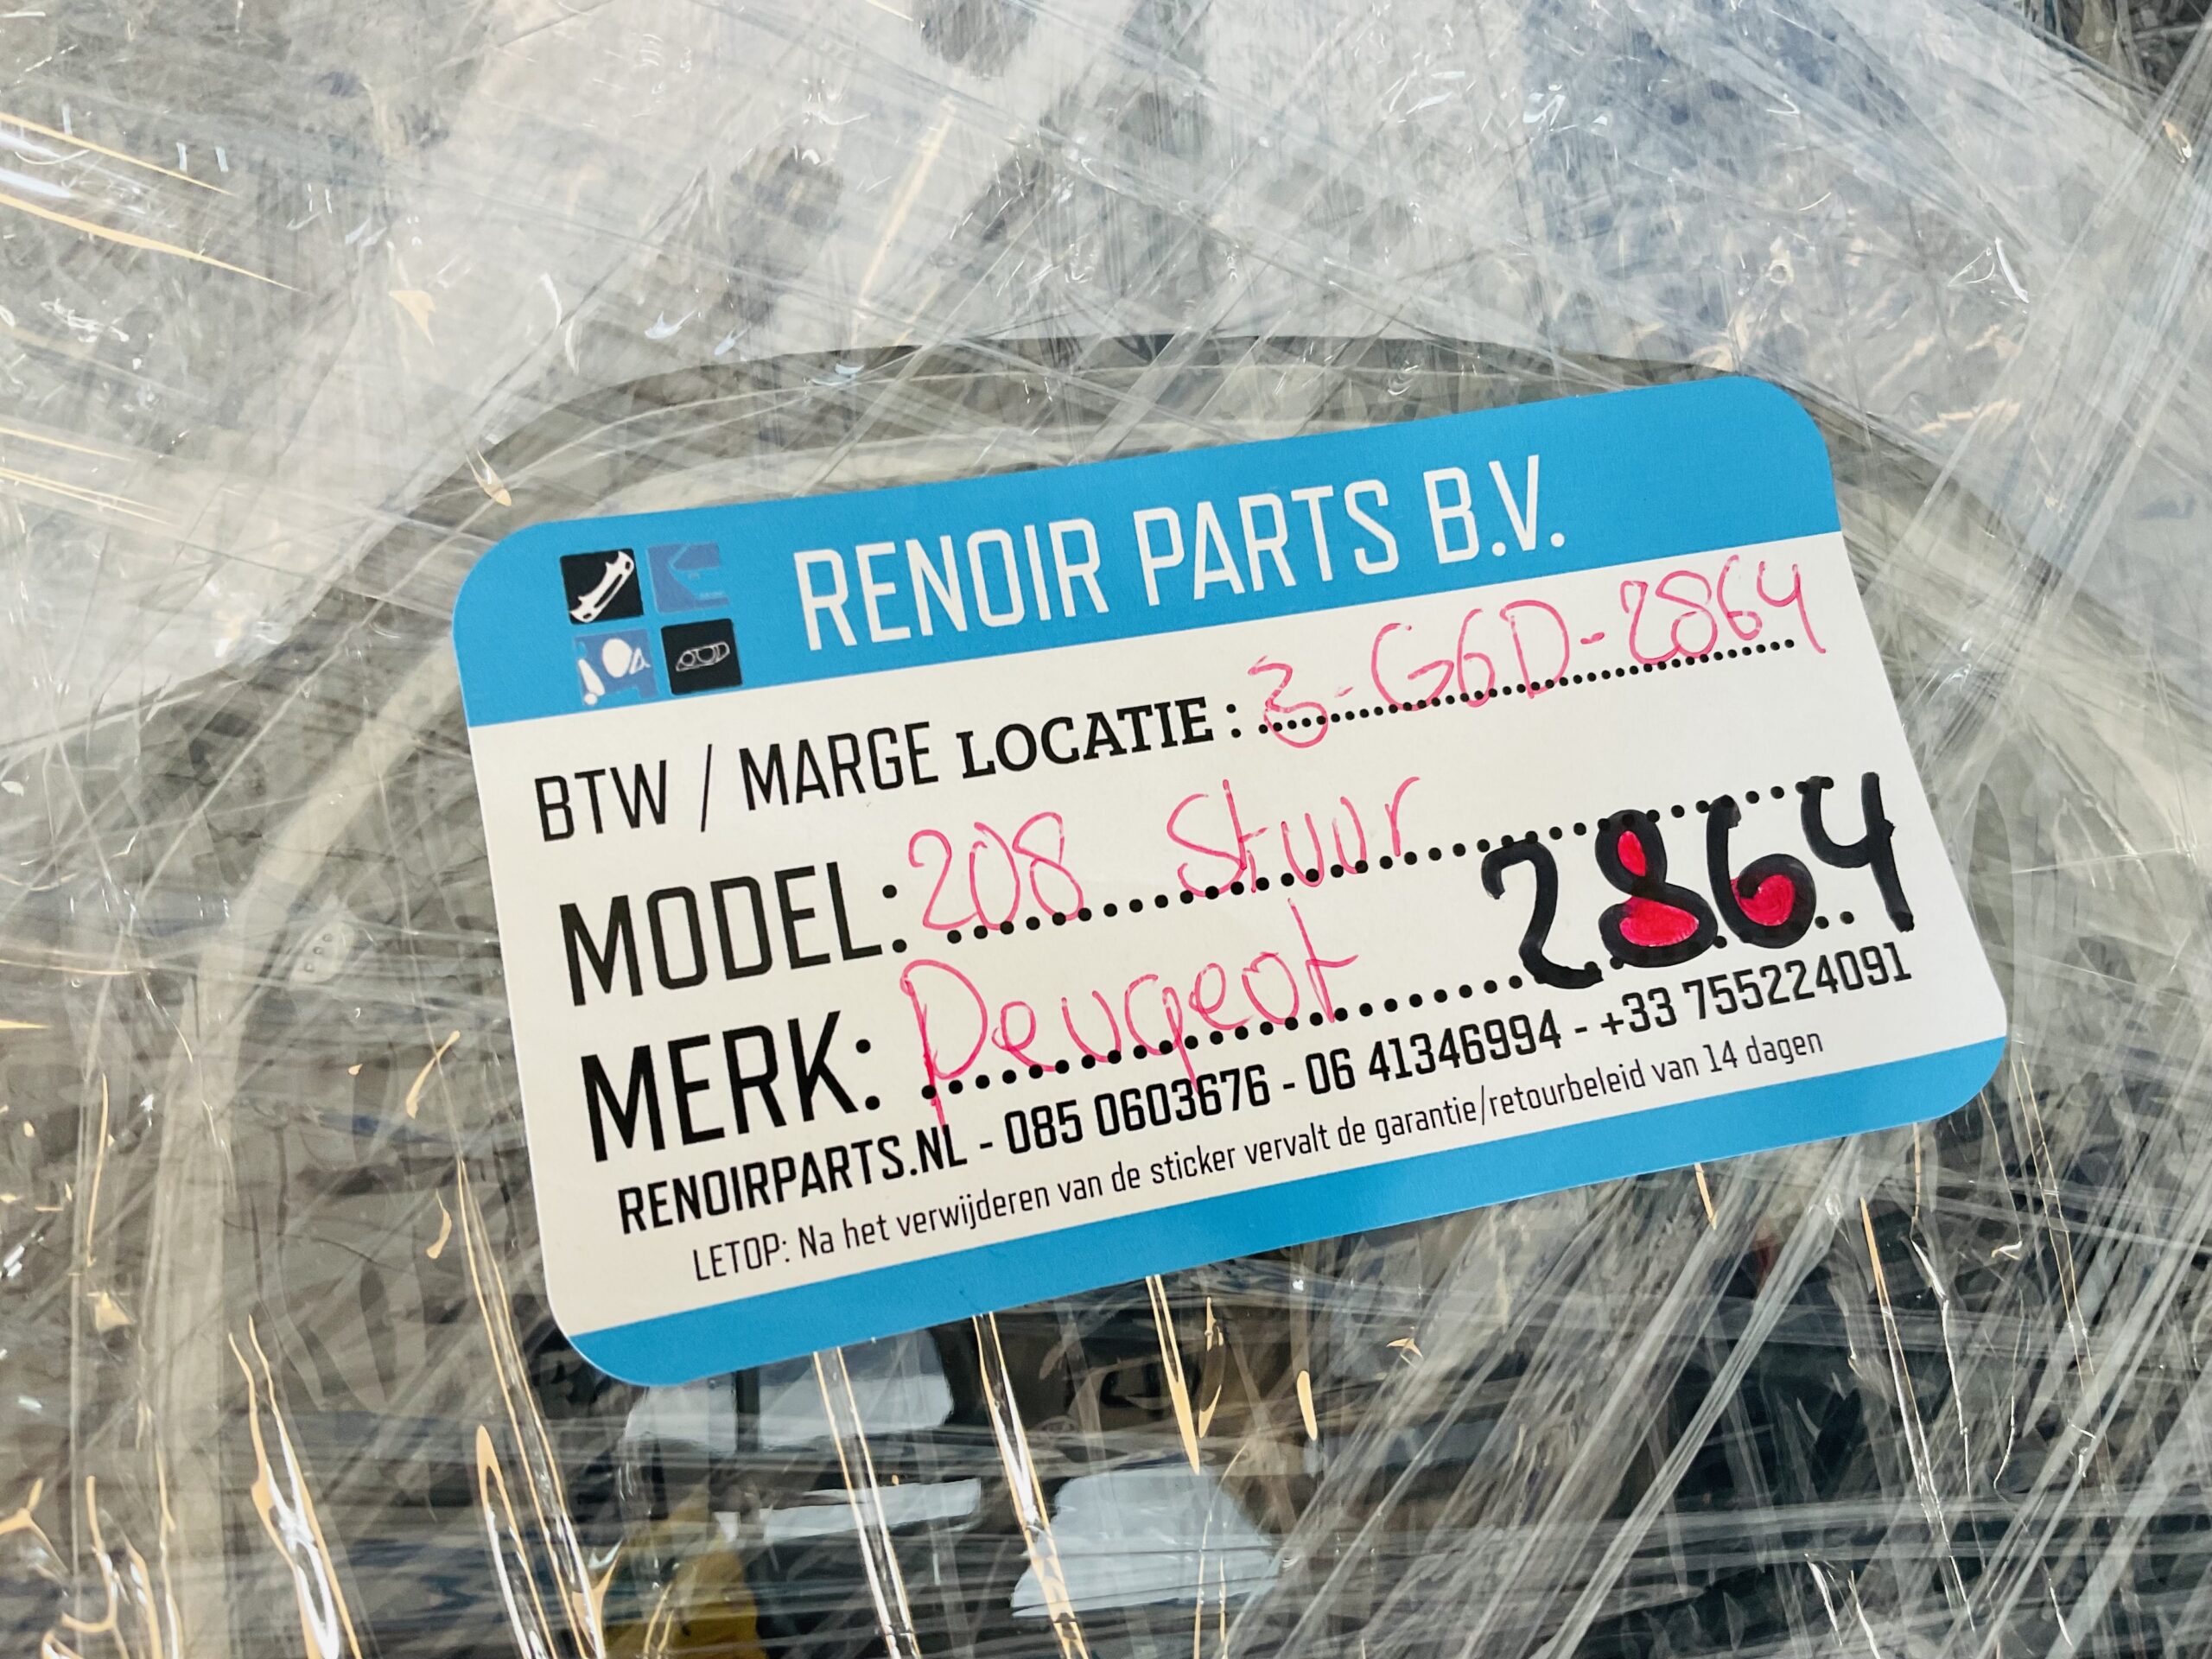 RENOIR PARTS B.V.
BTW / MARGE LOCATIE : 3-G6D-2864
MODEL: 208 Stuur
2864
MERK: Peugeot
RENOIRPARTS.NL - 085 0603676 - 06 41346994 - +33 755224091
LETOP: Na het verwijderen van de sticker vervalt de garantie/retourbeleid van 14 dagen